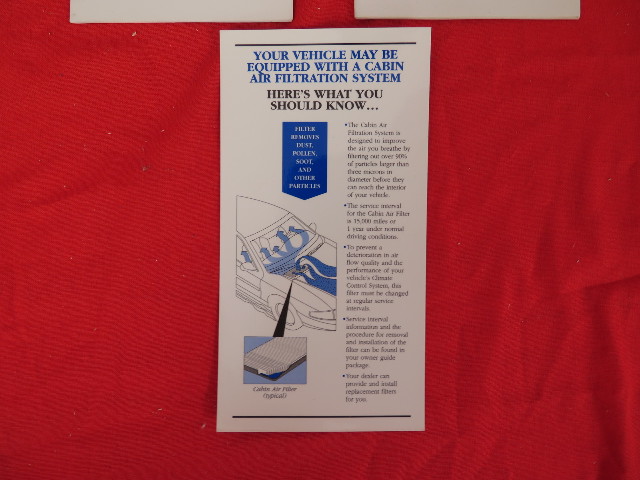 YOUR VEHICLE MAY BE
EQUIPPED WITH A CABIN
AIR FILTRATION SYSTEM
HERE'S WHAT YOU
SHOULD KNOW...
FILTER
REMOVES
DUST,
POLLEN,
SOOT,
AND
OTHER
PARTICLES
•The Cabin Air
Filtration System is
designed to improve
the air you breathe by
filtering out over 90%
of particles larger than
three microns in
diameter before they
can reach the interior
of your vehicle.
•The service interval
for the Cabin Air Filter
is 15,000 miles or
1 year under normal
driving conditions.
•To prevent a
deterioration in air
flow quality and the
performance of your
vehicle's Climate
Control System, this
filter must be changed
at regular service
intervals.
•Service interval
information and the
procedure for removal
and installation of the
filter can be found in
your owner guide
package.
•Your dealer can
provide and install
replacement filters
for you.
Cabin Air Filter
(typical)